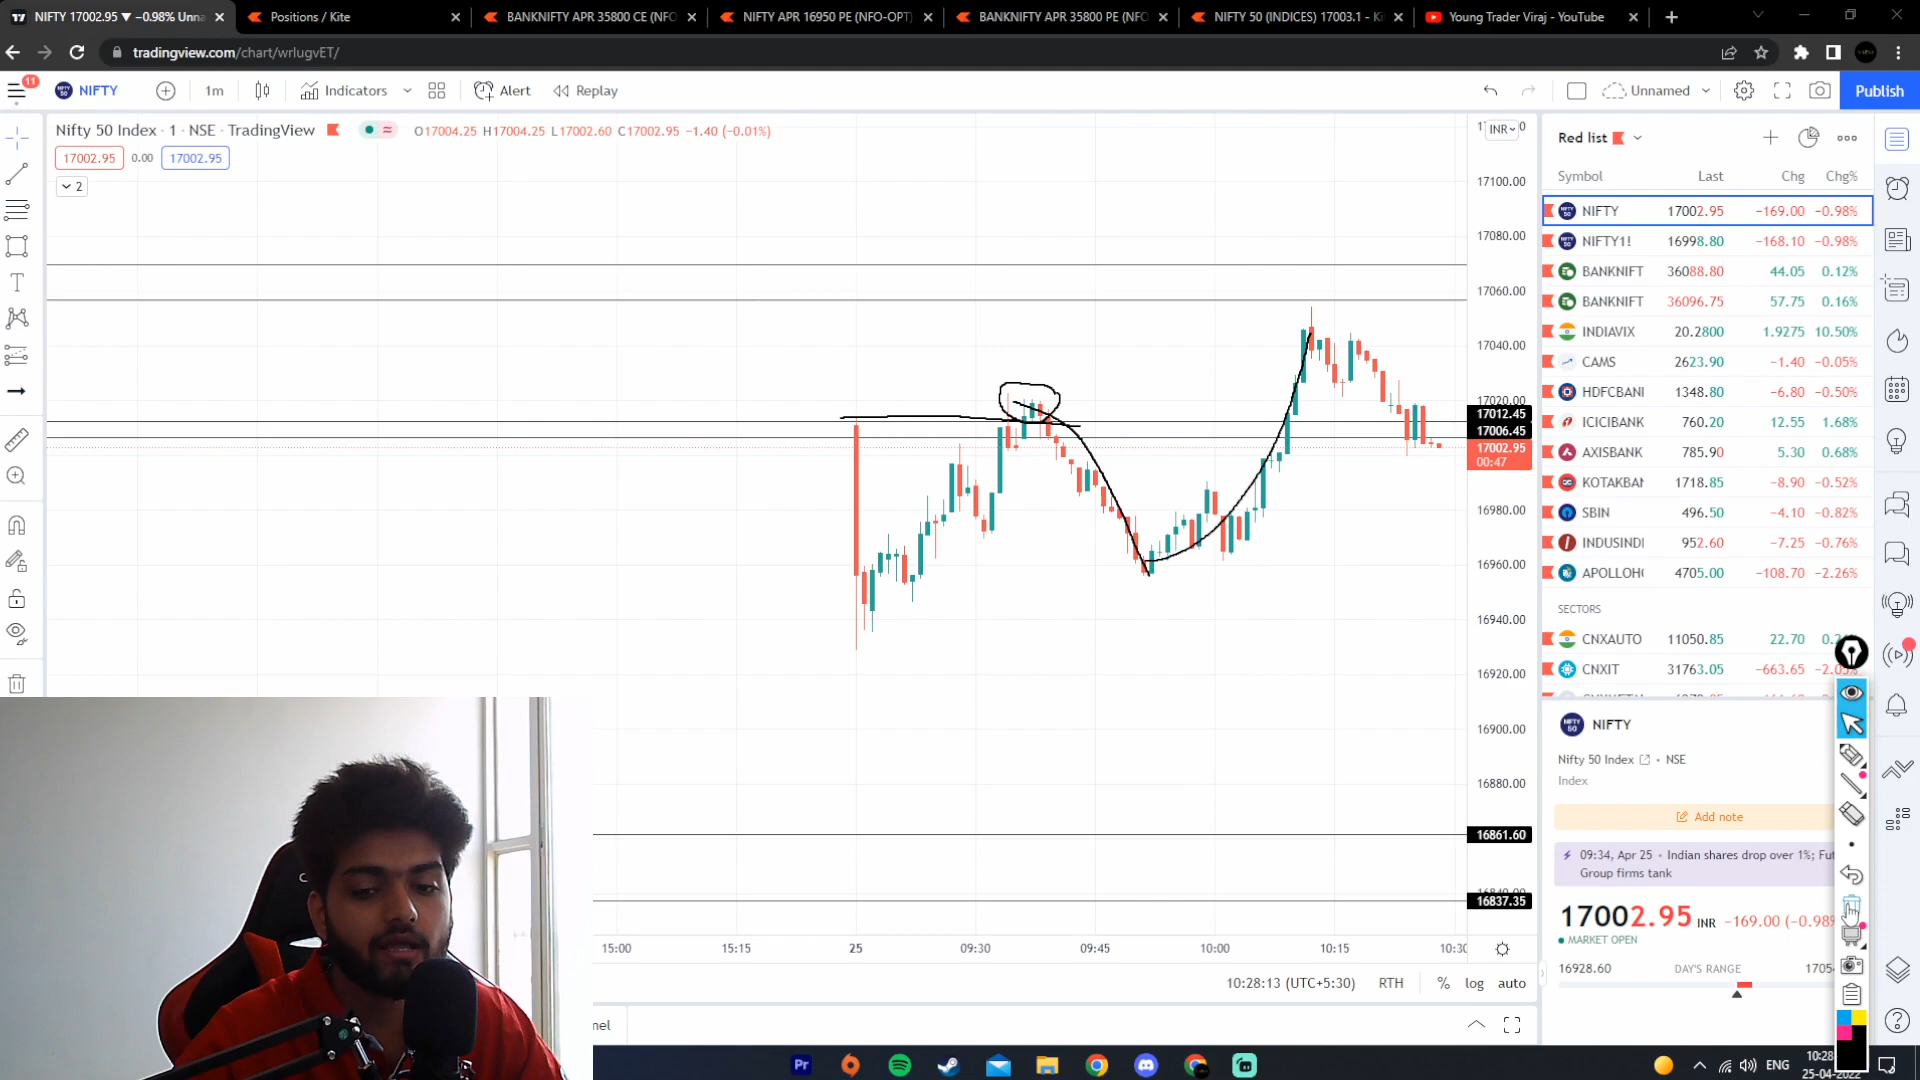 NIFTY 17002.95 ▼ −0.98% Unna
Positions / Kite
BANKNIFTY APR 35800 CE (NFO
NIFTY APR 16950 PE (NFO-OPT)
BANKNIFTY APR 35800 PE (NFO
NIFTY 50 (INDICES) 17003.1 - Ki
Young Trader Viraj - YouTube
tradingview.com/chart/wrlugvET/
11
NIFTY
1m
Indicators
Alert
Replay
Unnamed
Publish
Nifty 50 Index · 1 · NSE · TradingView
O17004.25 H17004.25 L17002.60 C17002.95 −1.40 (−0.01%)
17002.95 0.00 17002.95
2
INR
17100.00
17080.00
17060.00
17040.00
17020.00
17012.45
17006.45
17002.95
00:47
16980.00
16960.00
16940.00
16920.00
16900.00
16880.00
16861.60
16840.00
16837.35
15:00 15:15 25 09:30 09:45 10:00 10:15 10:30
10:28:13 (UTC+5:30) RTH % log auto
nel
Red list
Symbol Last Chg Chg%
NIFTY 17002.95 −169.00 −0.98%
NIFTY1! 16998.80 −168.10 −0.98%
BANKNIFT 36088.80 44.05 0.12%
BANKNIFT 36096.75 57.75 0.16%
INDIAVIX 20.2800 1.9275 10.50%
CAMS 2623.90 −1.40 −0.05%
HDFCBANI 1348.80 −6.80 −0.50%
ICICIBANK 760.20 12.55 1.68%
AXISBANK 785.90 5.30 0.68%
KOTAKBAN 1718.85 −8.90 −0.52%
SBIN 496.50 −4.10 −0.82%
INDUSINDI 952.60 −7.25 −0.76%
APOLLOHO 4705.00 −108.70 −2.26%
SECTORS
CNXAUTO 11050.85 22.70
CNXIT 31763.05 −663.65
NIFTY
Nifty 50 Index · NSE
Index
Add note
09:34, Apr 25 · Indian shares drop over 1%; Fut
Group firms tank
17002.95 INR −169.00 (−0.98%
MARKET OPEN
16928.60 DAY'S RANGE 1705
Pr
ENG
10:28
25-04-2022